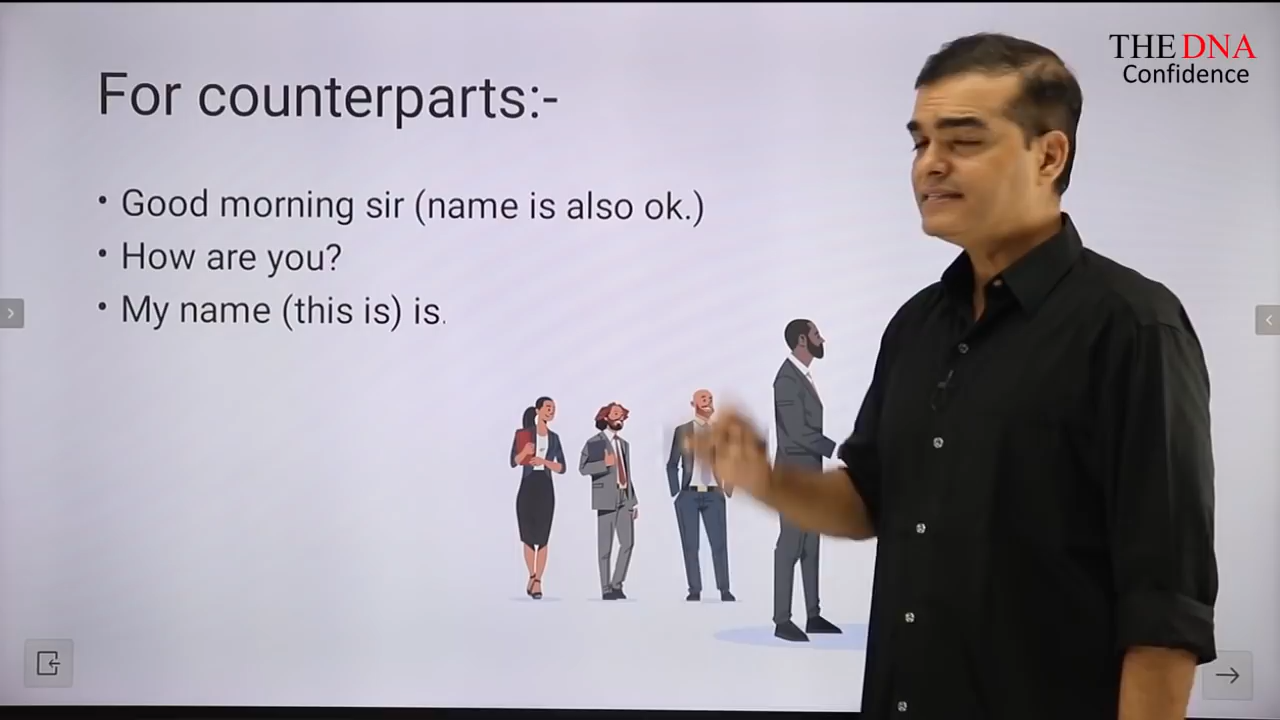 THE DNA
Confidence
For counterparts:-
• Good morning sir (name is also ok.)
• How are you?
• My name (this is) is.